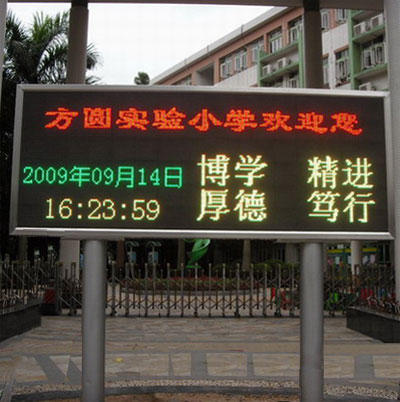 方圆实验小学欢迎您
2009年09月14日 博学 精进
16:23:59 厚德 笃行